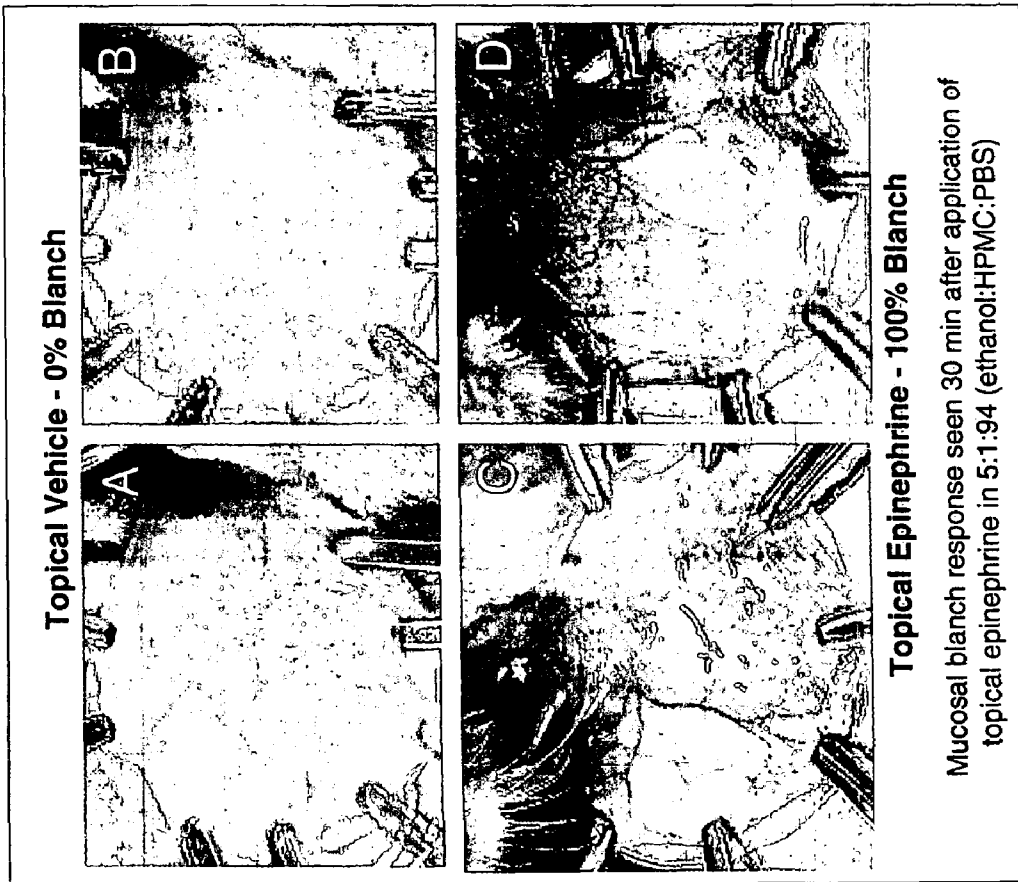 Topical Vehicle - 0% Blanch
A
B
C
D
Topical Epinephrine - 100% Blanch
Mucosal blanch response seen 30 min after application of
topical epinephrine in 5:1:94 (ethanol:HPMC:PBS)